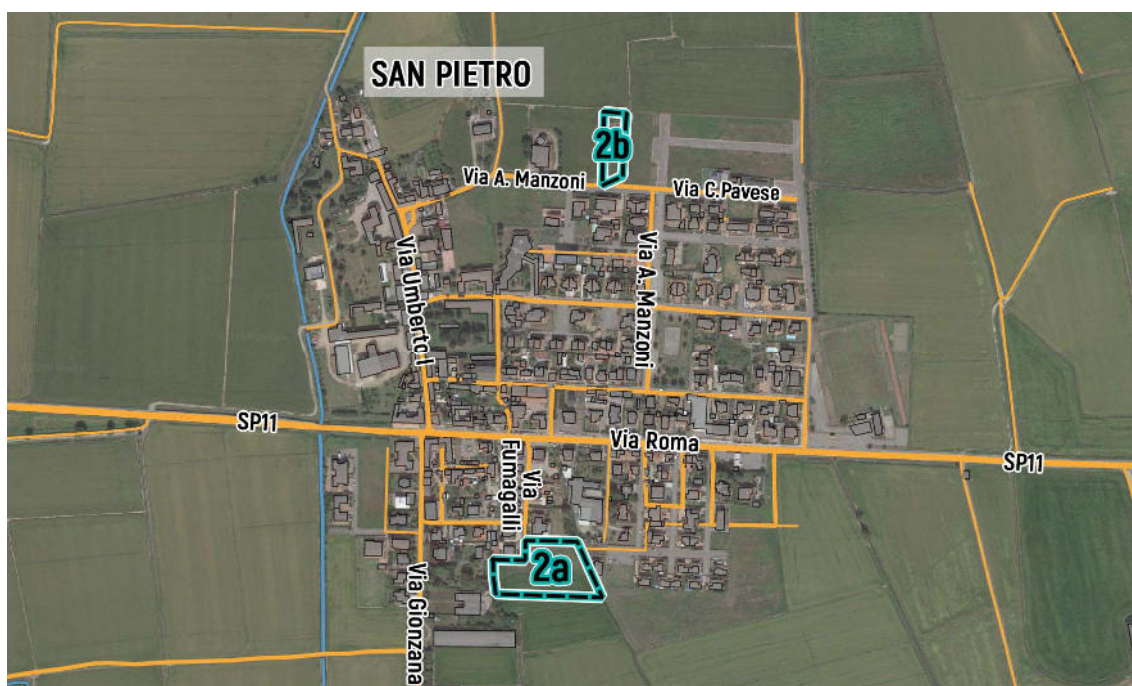 SAN PIETRO
2b
Via A. Manzoni
Via C.Pavese
Via Umberto I
Via A. Manzoni
SP11
Via Roma
SP11
Via
Fumagalli
2a
Via Gionzana